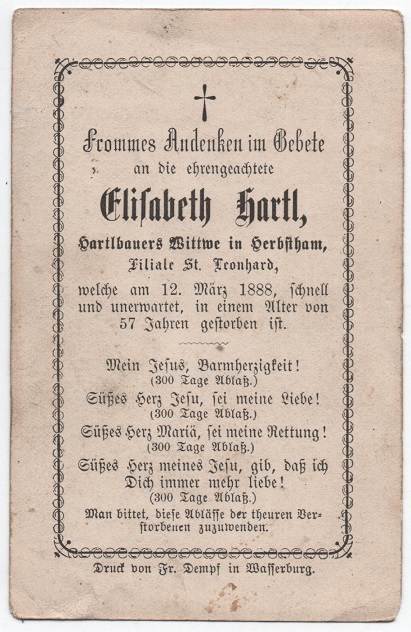 Frommes Andenken im Gebete
an die ehrengeachtete
Elisabeth Hartl,
Hartlbauers Wittwe in Herbstham,
Filiale St. Leonhard,
welche am 12. März 1888, schnell
und unerwartet, in einem Alter von
57 Jahren gestorben ist.
Mein Jesus, Barmherzigkeit!
(300 Tage Ablaß.)
Süßes Herz Jesu, sei meine Liebe!
(300 Tage Ablaß.)
Süßes Herz Mariä, sei meine Rettung!
(300 Tage Ablaß.)
Süßes Herz meines Jesu, gib, daß ich
Dich immer mehr liebe!
(300 Tage Ablaß.)
Man bittet, diese Ablässe der theuren Ver-
storbenen zuzuwenden.
Druck von Fr. Dempf in Wasserburg.